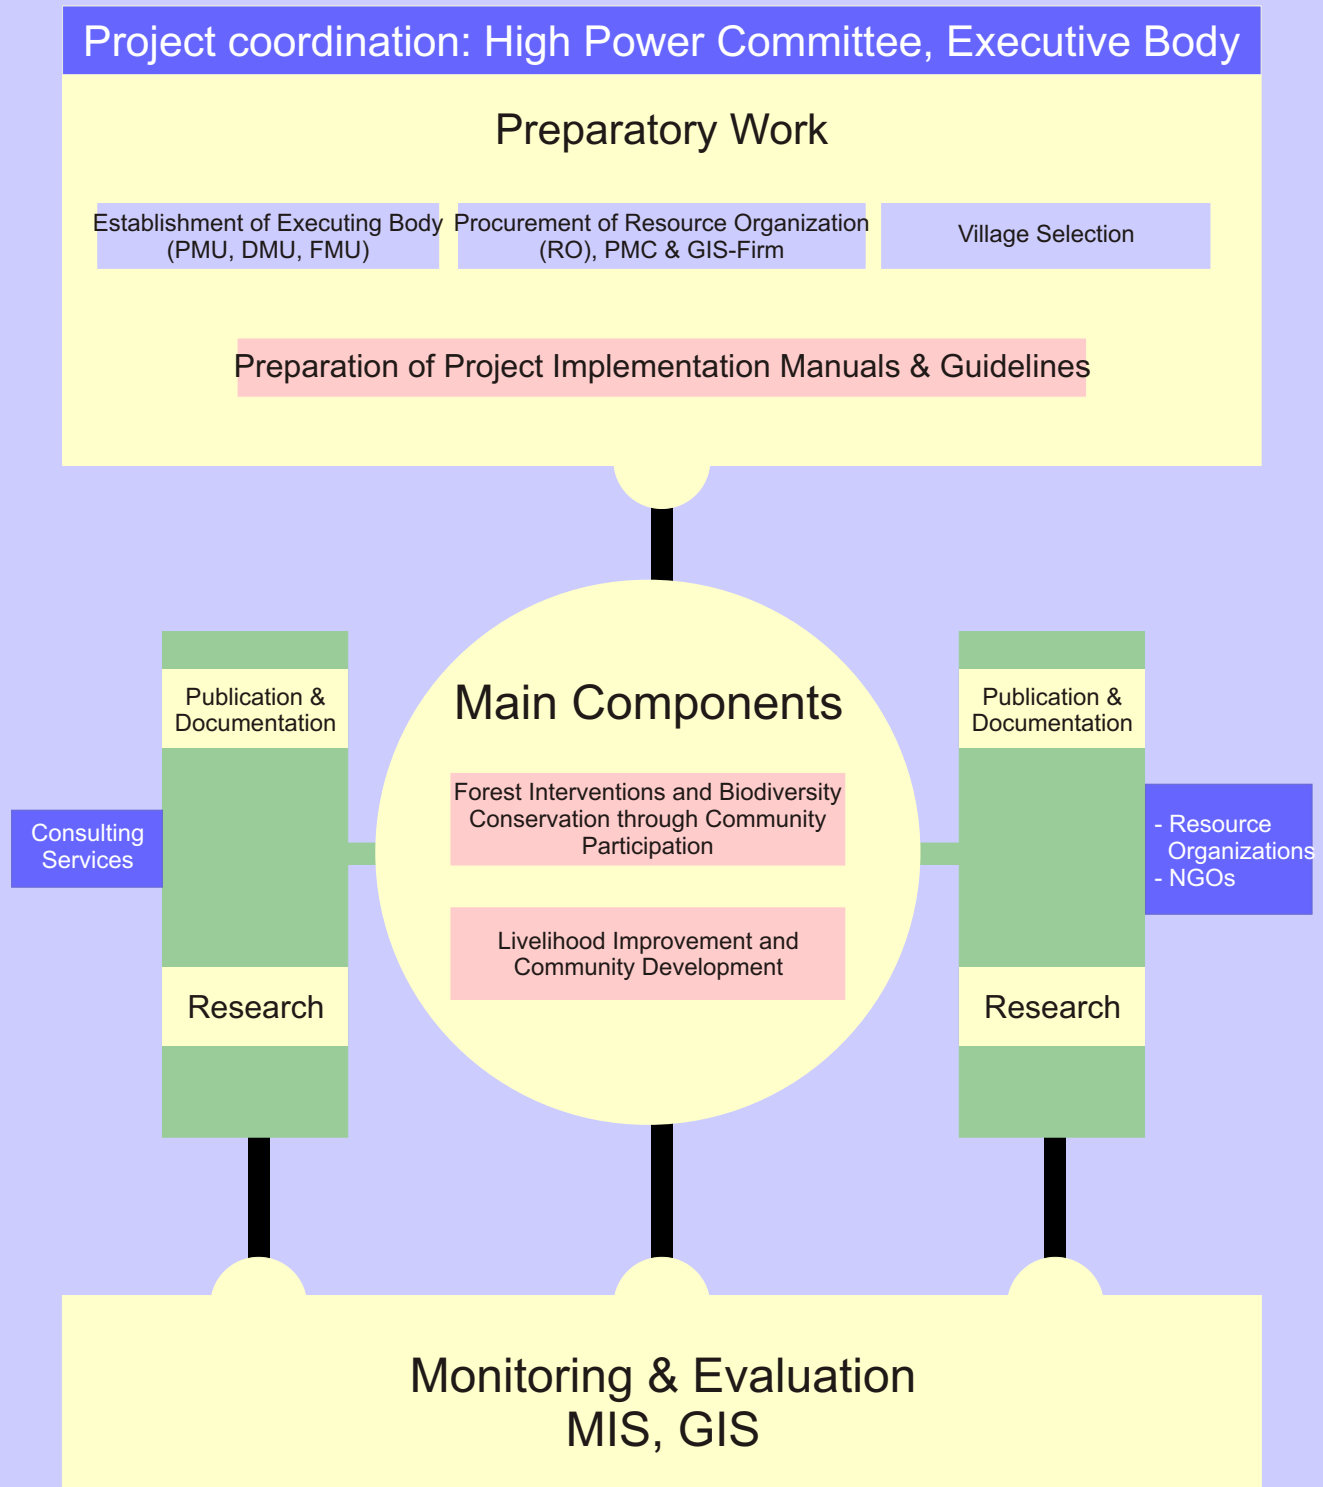 Project coordination: High Power Committee, Executive Body
Preparatory Work
Establishment of Executing Body
(PMU, DMU, FMU)
Procurement of Resource Organization
(RO), PMC & GIS-Firm
Village Selection
Preparation of Project Implementation Manuals & Guidelines
Publication &
Documentation
Research
Consulting
Services
Main Components
Forest Interventions and Biodiversity
Conservation through Community
Participation
Livelihood Improvement and
Community Development
Publication &
Documentation
Research
- Resource
Organizations
- NGOs
Monitoring & Evaluation
MIS, GIS